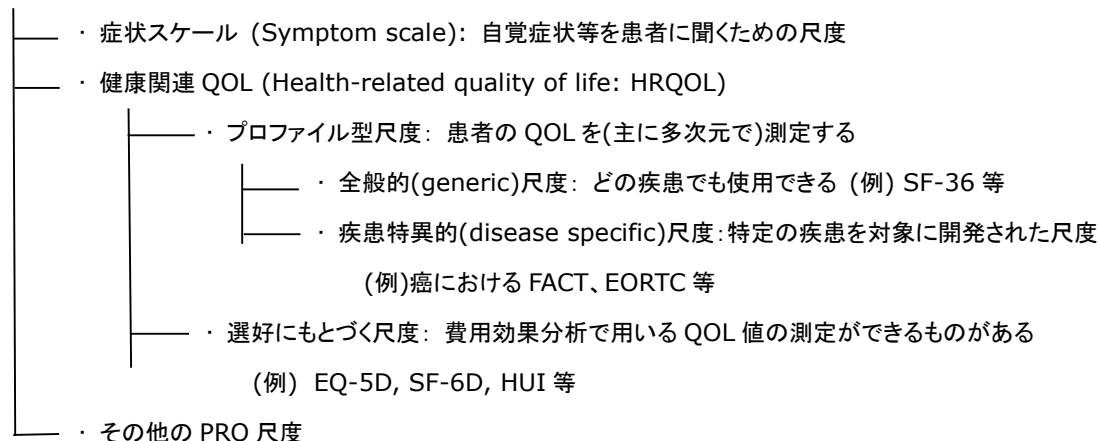 ・症状スケール (Symptom scale): 自覚症状等を患者に聞くための尺度
・健康関連 QOL (Health-related quality of life: HRQOL)
・プロファイル型尺度: 患者の QOL を(主に多次元で)測定する
・全般的(generic)尺度: どの疾患でも使用できる (例) SF-36 等
・疾患特異的(disease specific)尺度:特定の疾患を対象に開発された尺度
(例)癌における FACT、EORTC 等
・選好にもとづく尺度: 費用効果分析で用いる QOL 値の測定ができるものがある
(例) EQ-5D, SF-6D, HUI 等
・その他の PRO 尺度